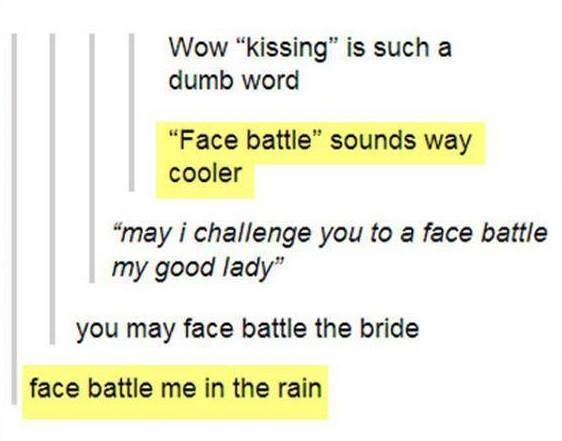 Wow “kissing” is such a
dumb word
“Face battle” sounds way
cooler
“may i challenge you to a face battle
my good lady”
you may face battle the bride
face battle me in the rain